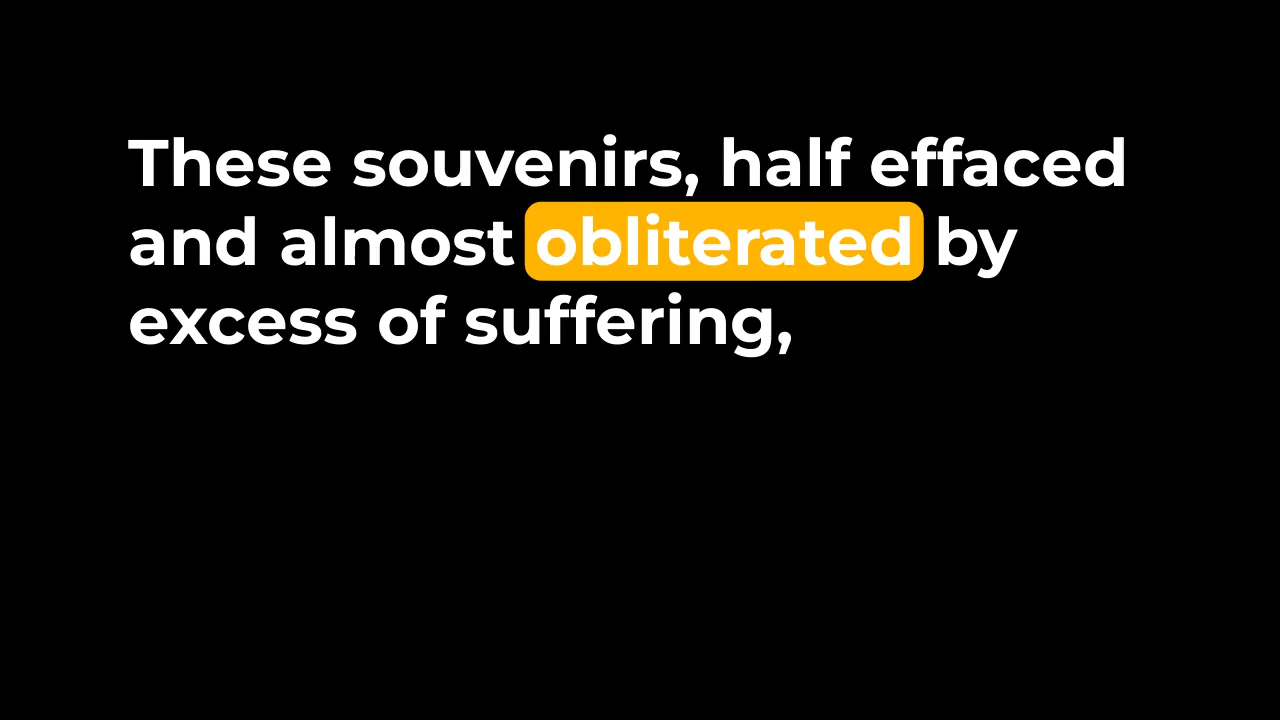 These souvenirs, half effaced
and almost obliterated by
excess of suffering,